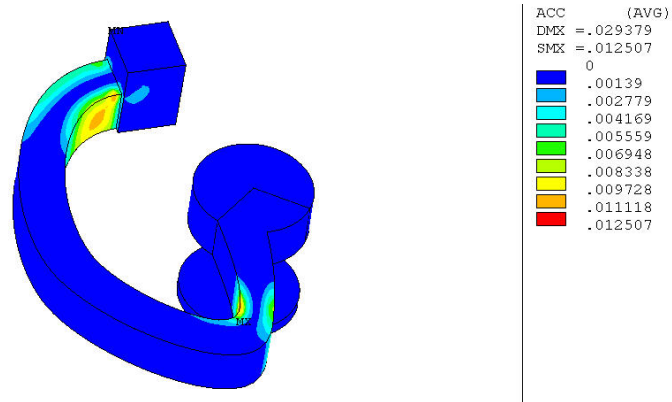 ACC (AVG)
DMX =.029379
SMX =.012507
0
.00139
.002779
.004169
.005559
.006948
.008338
.009728
.011118
.012507
MN
MX